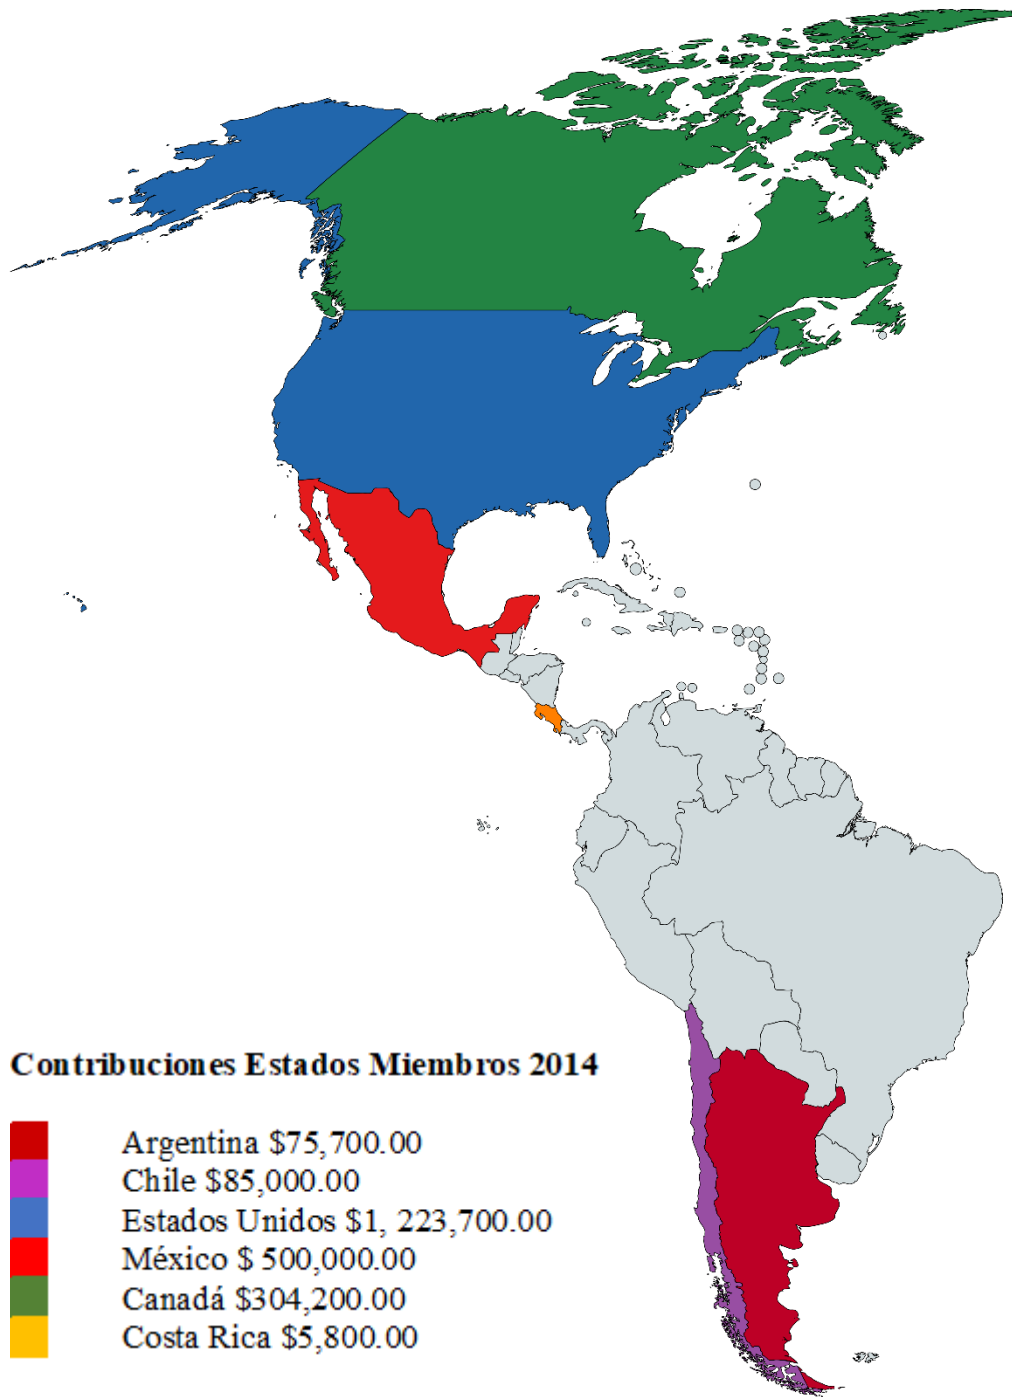 Contribuciones Estados Miembros 2014
Argentina $75,700.00
Chile $85,000.00
Estados Unidos $1, 223,700.00
México $ 500,000.00
Canadá $304,200.00
Costa Rica $5,800.00